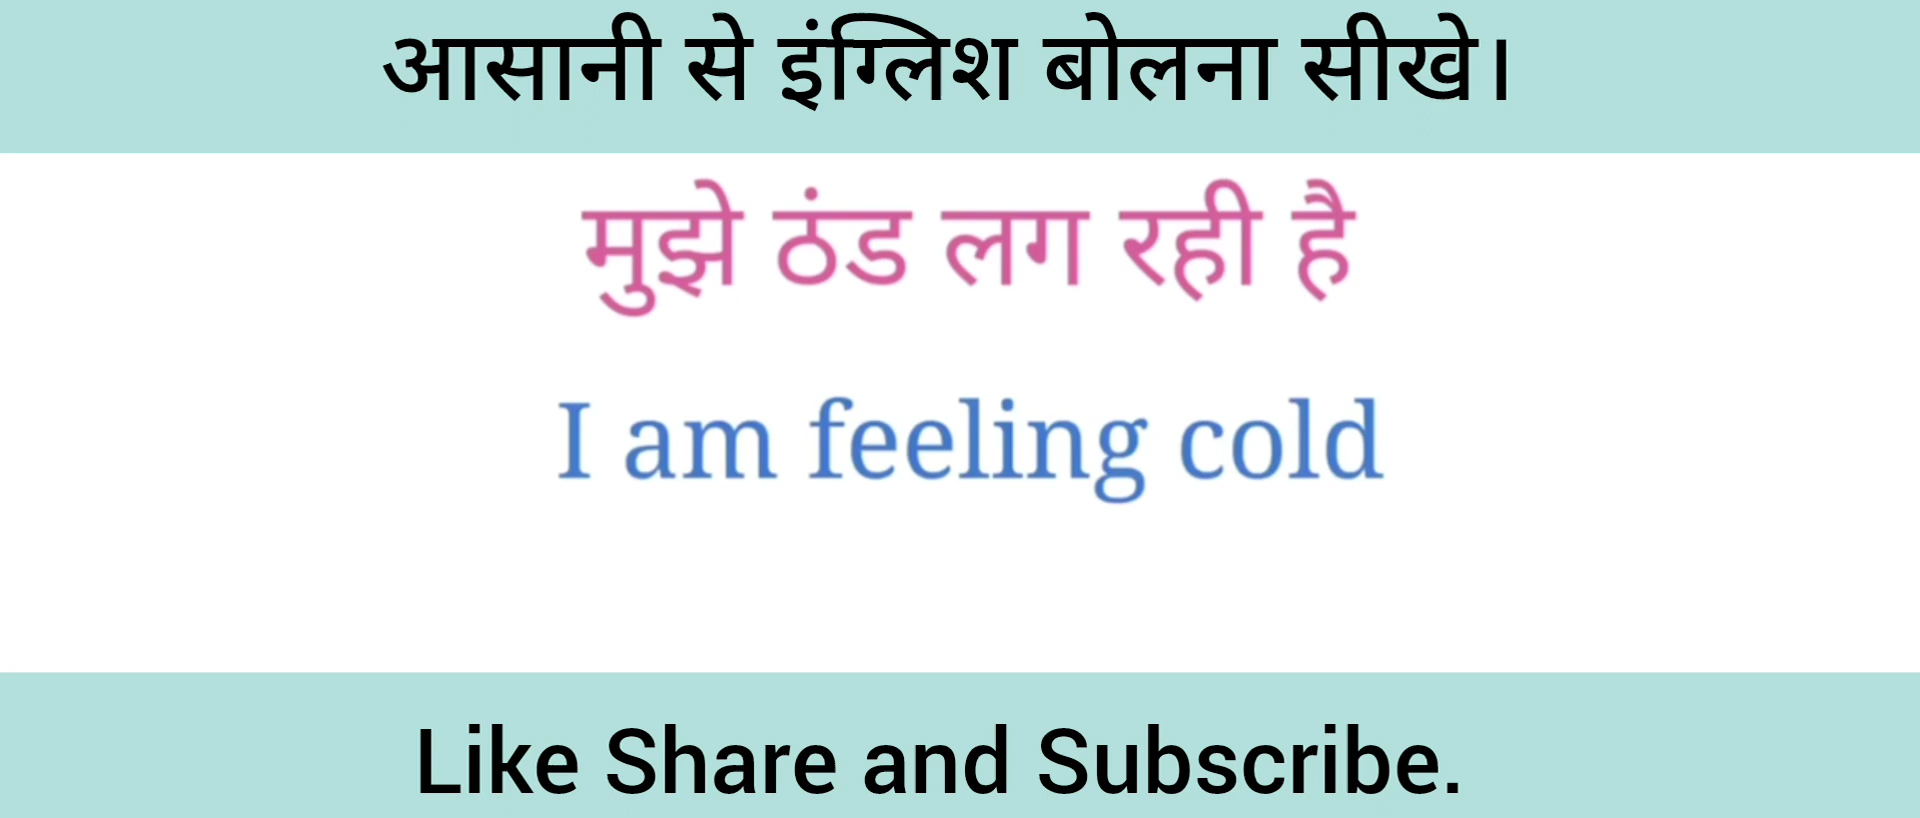 आसानी से इंग्लिश बोलना सीखे।
मुझे ठंड लग रही है
I am feeling cold
Like Share and Subscribe.